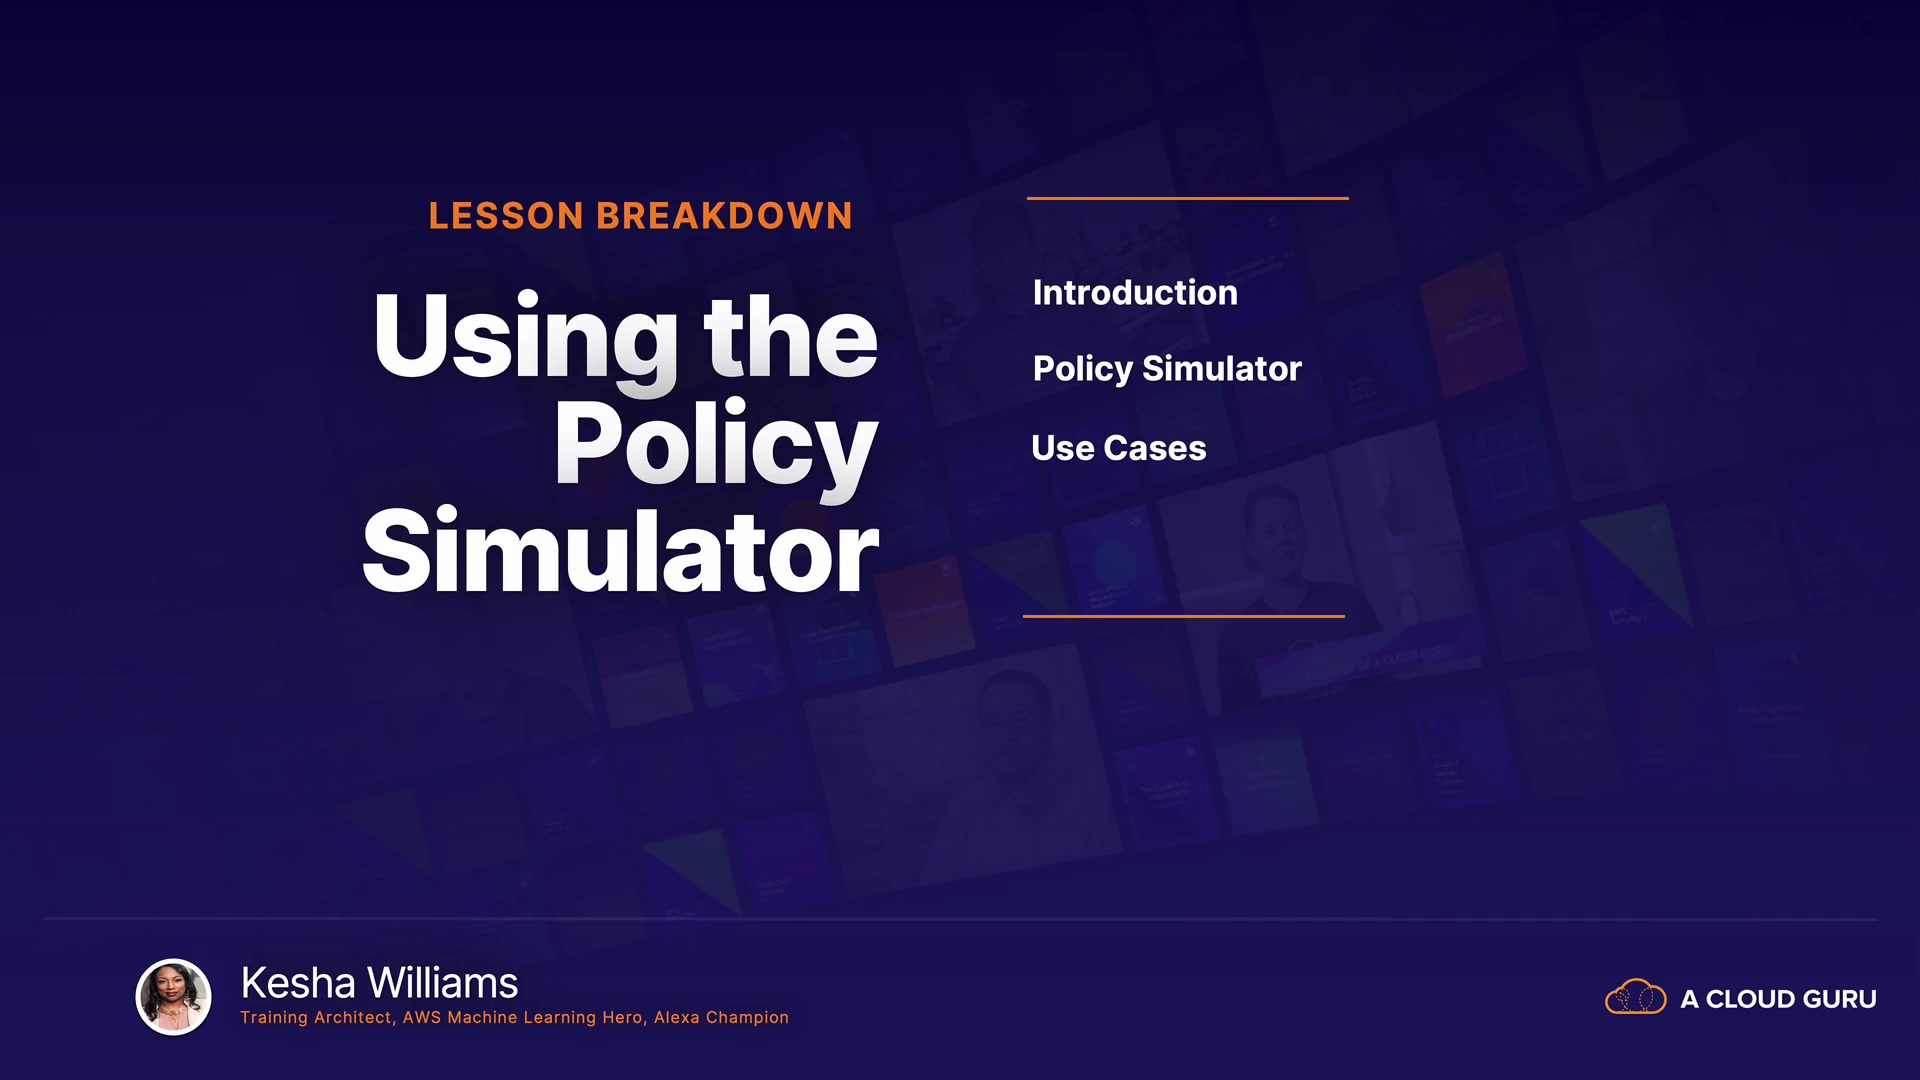 LESSON BREAKDOWN
Using the
Policy
Simulator
Introduction
Policy Simulator
Use Cases
Kesha Williams
Training Architect, AWS Machine Learning Hero, Alexa Champion
A CLOUD GURU